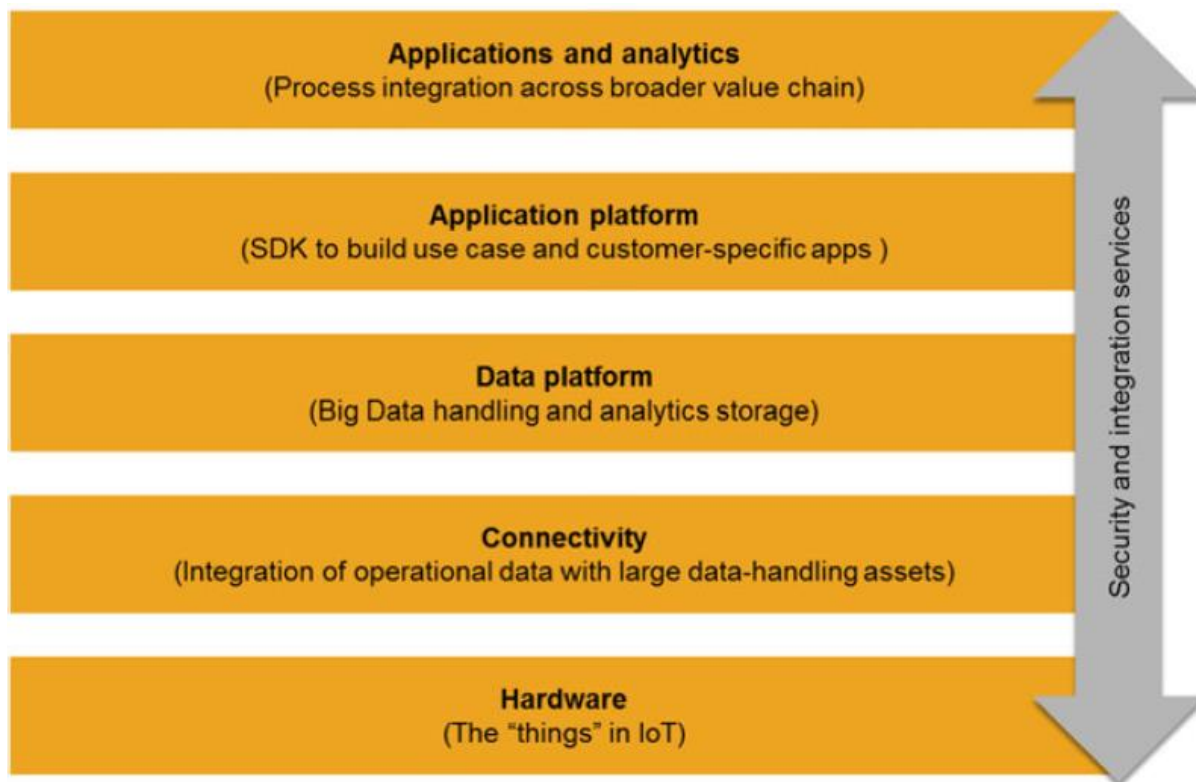 Applications and analytics
(Process integration across broader value chain)
Application platform
(SDK to build use case and customer-specific apps )
Data platform
(Big Data handling and analytics storage)
Connectivity
(Integration of operational data with large data-handling assets)
Hardware
(The “things” in IoT)
Security and integration services